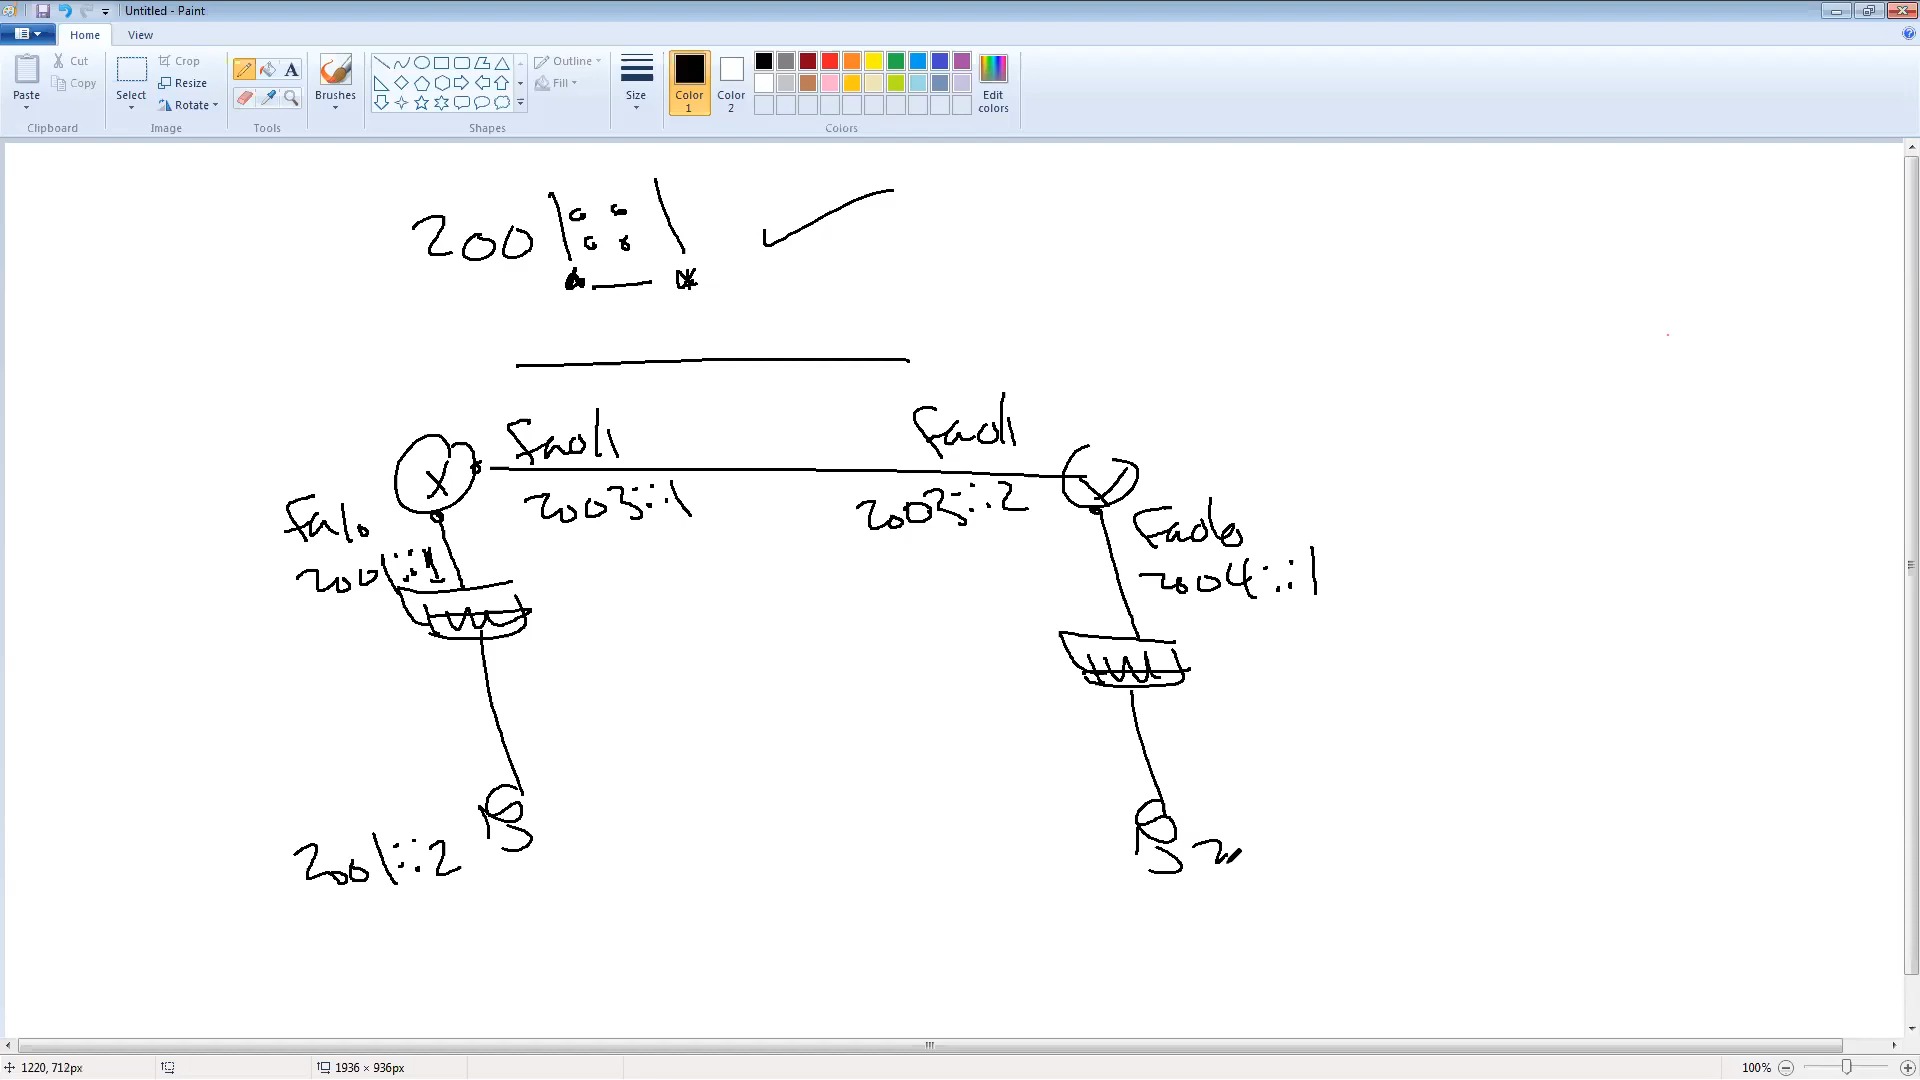 Untitled - Paint
Home
View
Paste
Cut
Copy
Clipboard
Select
Crop
Resize
Rotate
Image
Tools
Brushes
Shapes
Outline
Fill
Size
Color 1
Color 2
Edit colors
Colors
2001::1
Fa0/1
Fa0/1
X
2003::1
2003::2
Fa1/0
2001::1
Fa0/0
2004::1
2001::2
1220, 712px
1936 × 936px
100%